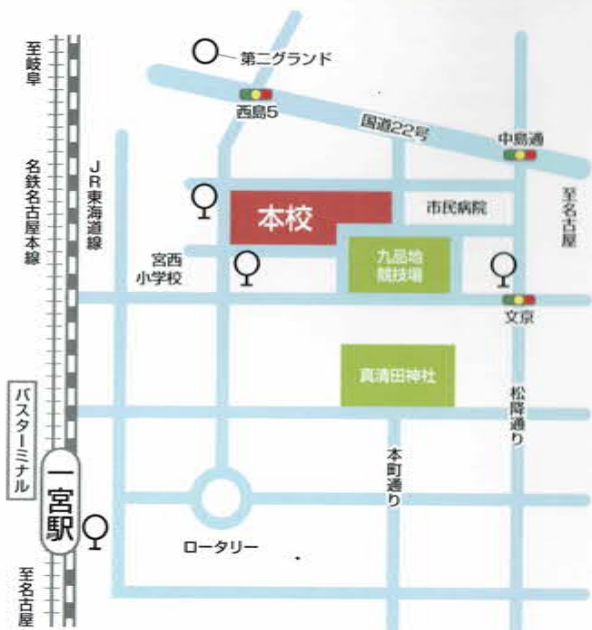 至岐阜
第二グランド
西島5
国道22号
中島通
名鉄名古屋本線
JR東海道線
至名古屋
本校
市民病院
宮西
小学校
九品地
競技場
文京
真清田神社
松降通り
バスターミナル
本町通り
一宮駅
ロータリー
至名古屋